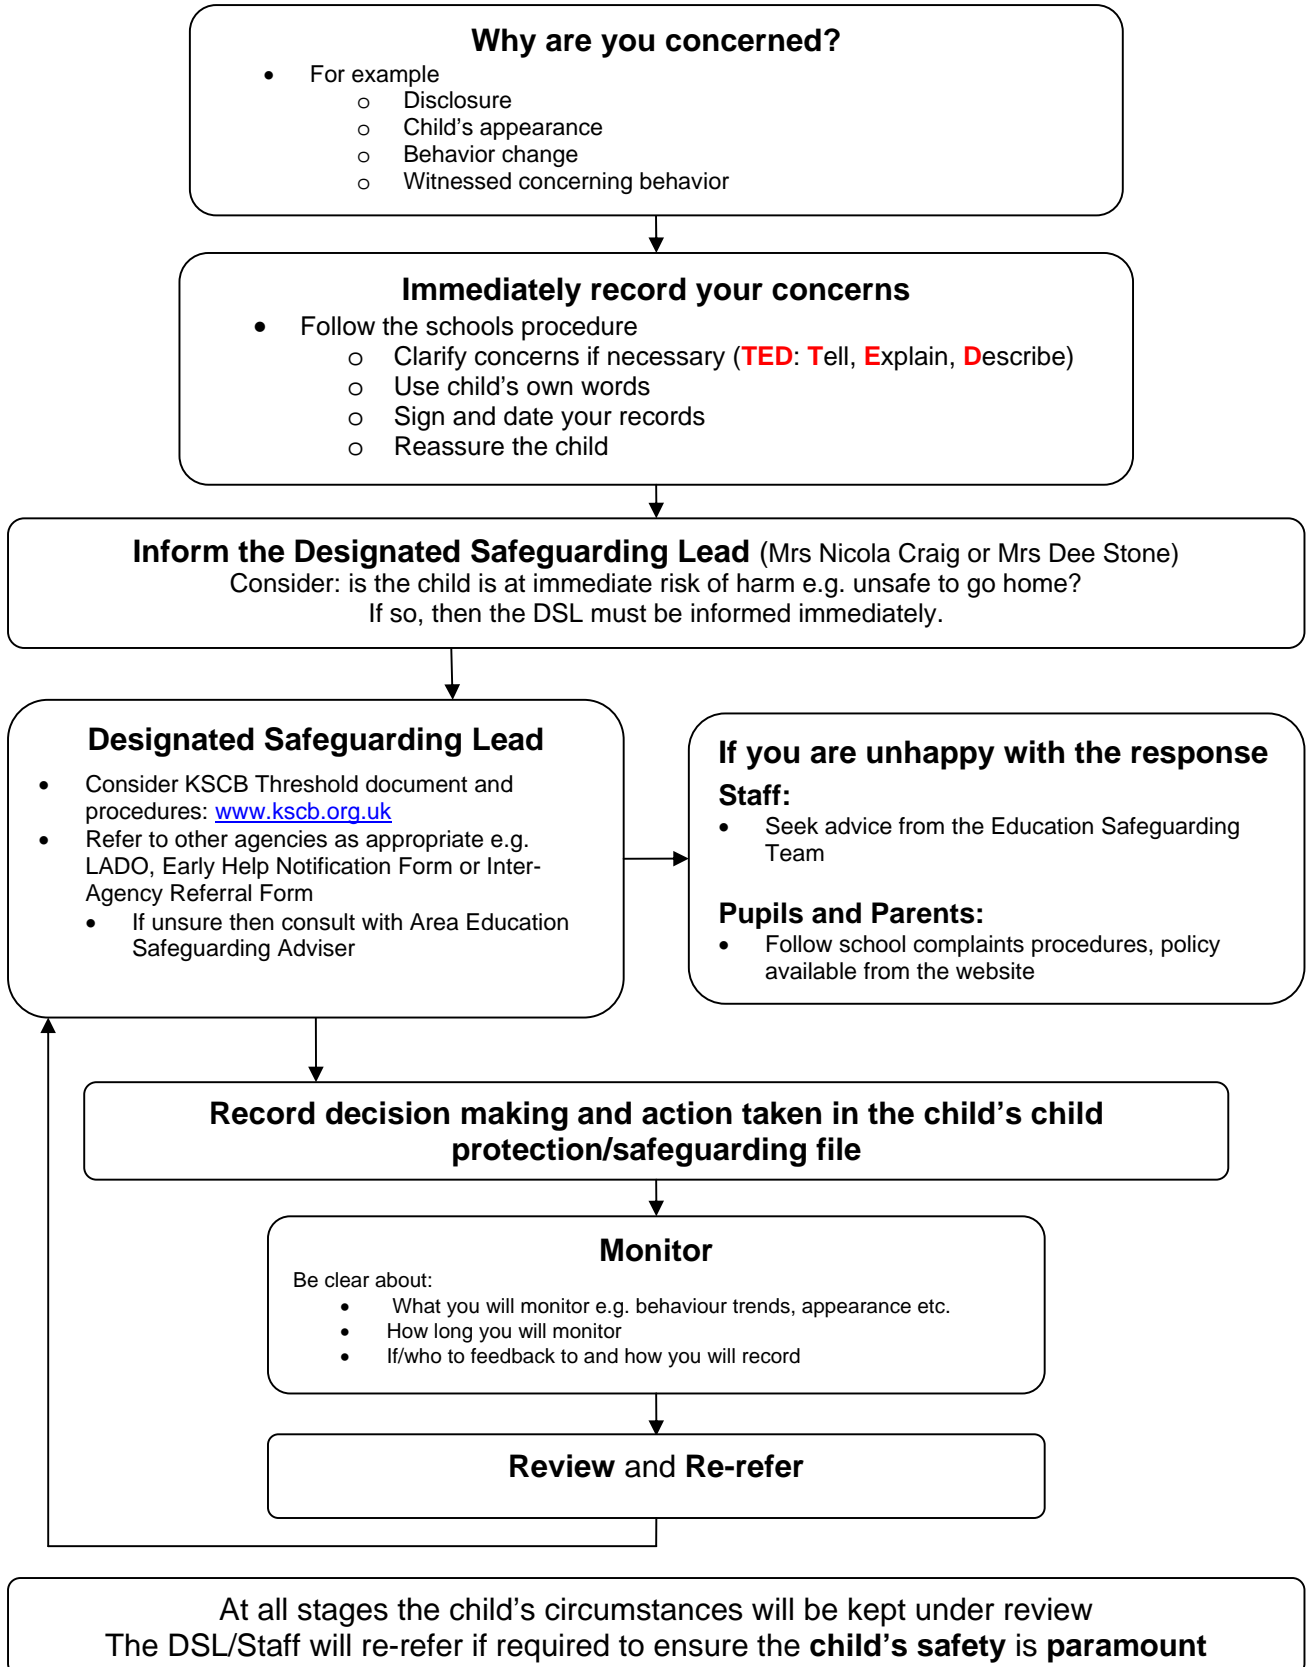 Why are you concerned?
• For example
o Disclosure
o Child’s appearance
o Behavior change
o Witnessed concerning behavior
Immediately record your concerns
• Follow the schools procedure
o Clarify concerns if necessary (TED: Tell, Explain, Describe)
o Use child’s own words
o Sign and date your records
o Reassure the child
Inform the Designated Safeguarding Lead (Mrs Nicola Craig or Mrs Dee Stone)
Consider: is the child is at immediate risk of harm e.g. unsafe to go home?
If so, then the DSL must be informed immediately.
Designated Safeguarding Lead
• Consider KSCB Threshold document and
procedures: www.kscb.org.uk
• Refer to other agencies as appropriate e.g.
LADO, Early Help Notification Form or Inter-
Agency Referral Form
• If unsure then consult with Area Education
Safeguarding Adviser
If you are unhappy with the response
Staff:
• Seek advice from the Education Safeguarding
Team
Pupils and Parents:
• Follow school complaints procedures, policy
available from the website
Record decision making and action taken in the child’s child
protection/safeguarding file
Monitor
Be clear about:
• What you will monitor e.g. behaviour trends, appearance etc.
• How long you will monitor
• If/who to feedback to and how you will record
Review and Re-refer
At all stages the child’s circumstances will be kept under review
The DSL/Staff will re-refer if required to ensure the child’s safety is paramount